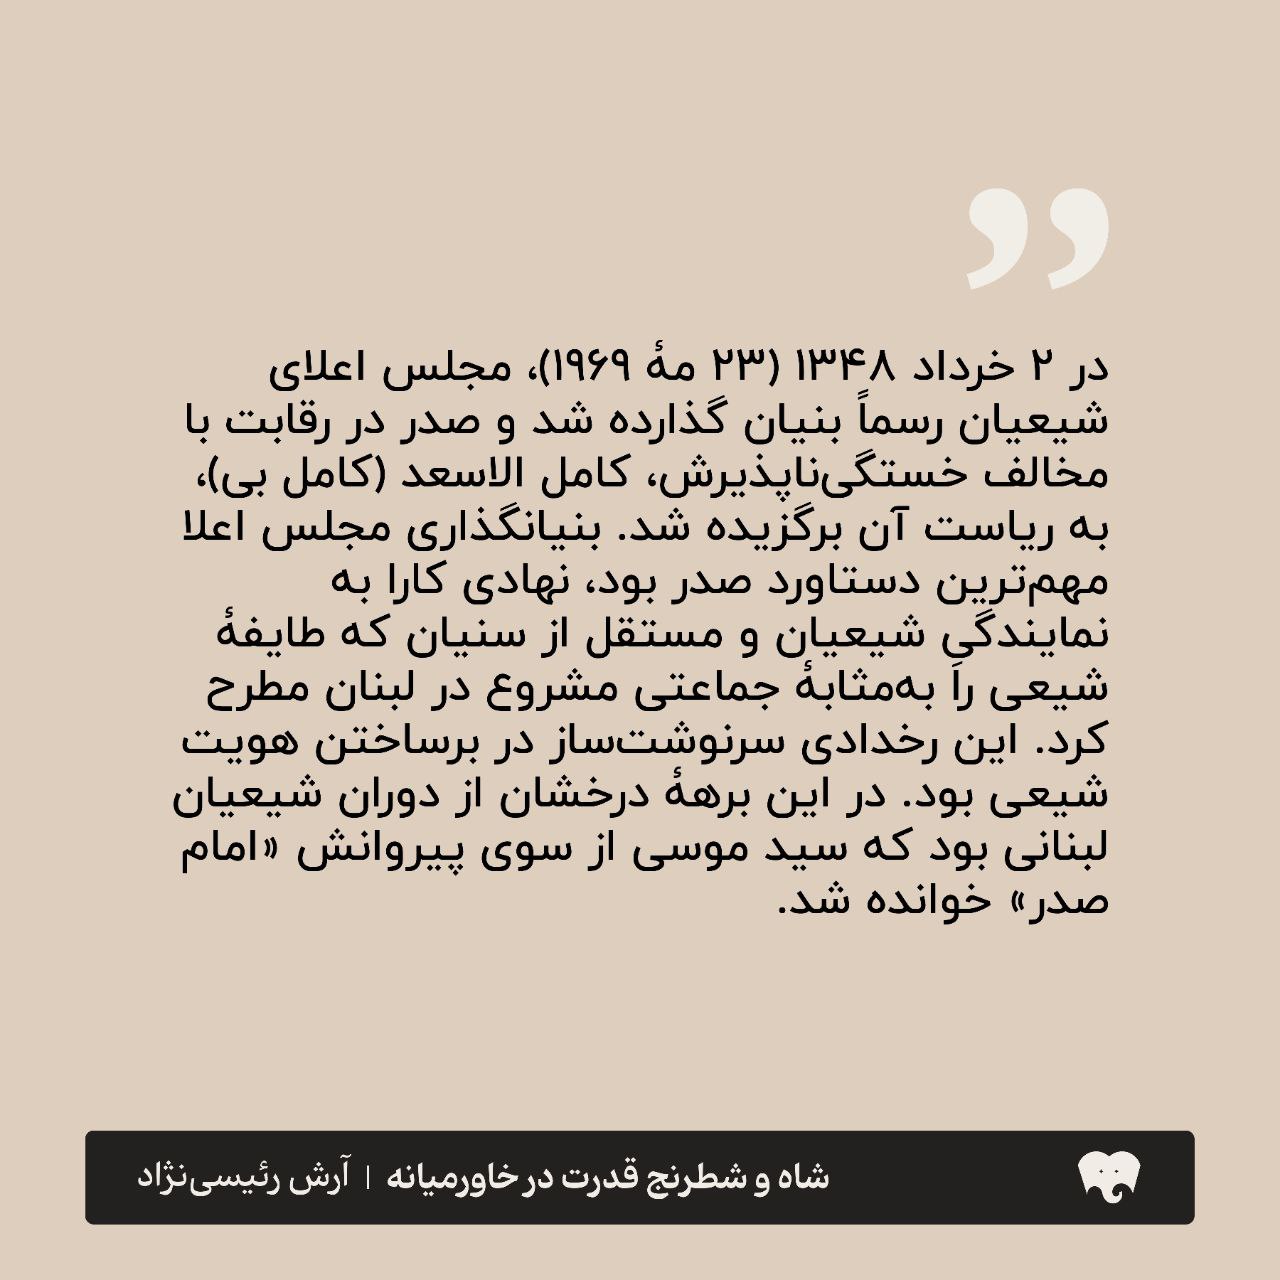 در ۲ خرداد ۱۳۴۸ (۲۳ مهٔ ۱۹۶۹)، مجلس اعلای
شیعیان رسماً بنیان گذارده شد و صدر در رقابت با
مخالف خستگی‌ناپذیرش، کامل الاسعد (کامل بی)،
به ریاست آن برگزیده شد. بنیانگذاری مجلس اعلا
مهم‌ترین دستاورد صدر بود، نهادی کارا به
نمایندگیِ شیعیان و مستقل از سنیان که طایفهٔ
شیعی را به‌مثابهٔ جماعتی مشروع در لبنان مطرح
کرد. این رخدادی سرنوشت‌ساز در برساختن هویت
شیعی بود. در این برههٔ درخشان از دوران شیعیان
لبنانی بود که سید موسی از سوی پیروانش «امام
صدر» خوانده شد.
شاه و شطرنج قدرت در خاورمیانه | آرش رئیسی‌نژاد